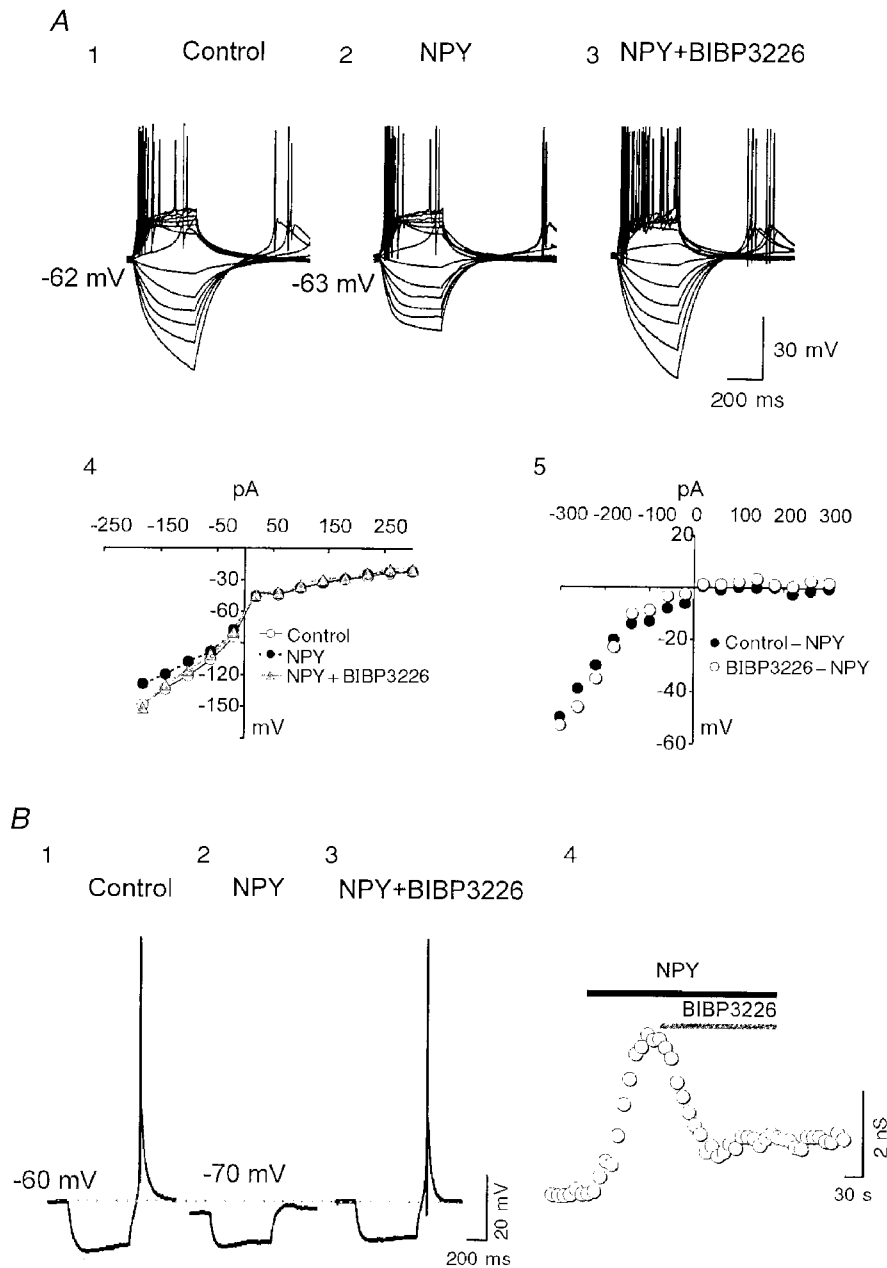 A
1 Control 2 NPY 3 NPY+BIBP3226
-62 mV
-63 mV
30 mV
200 ms
4
pA
-250 -150 -50 50 150 250
-30
-60
-120
-150
mV
Control
NPY
NPY + BIBP3226
5
pA
-300 -200 -100 0 100 200 300
20
-20
-40
-60
mV
Control – NPY
BIBP3226 – NPY
B
1 2 3 4
Control NPY NPY+BIBP3226
-60 mV
-70 mV
20 mV
200 ms
NPY
BIBP3226
2 nS
30 s